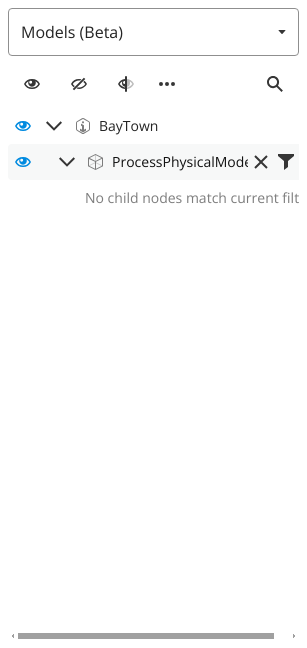 Models (Beta)
BayTown
ProcessPhysicalMode
No child nodes match current filt